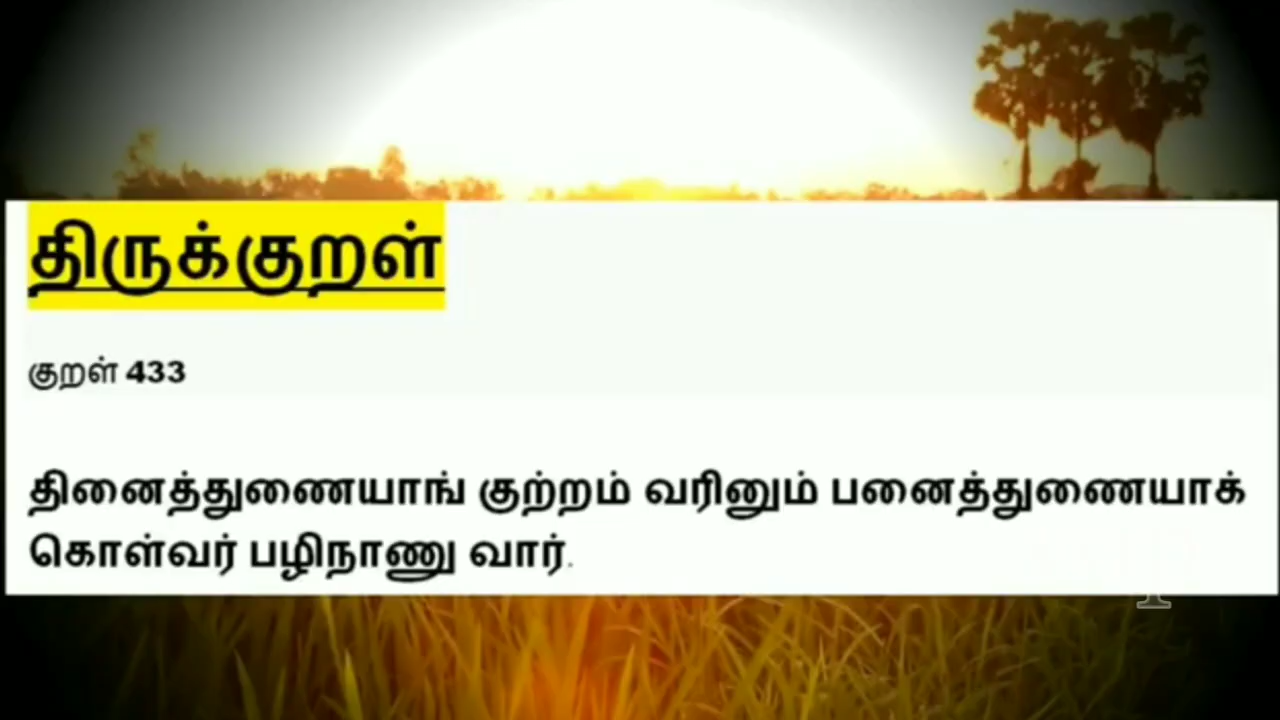 திருக்குறள்
குறள் 433
தினைத்துணையாங் குற்றம் வரினும் பனைத்துணையாக்
கொள்வர் பழிநாணு வார்.